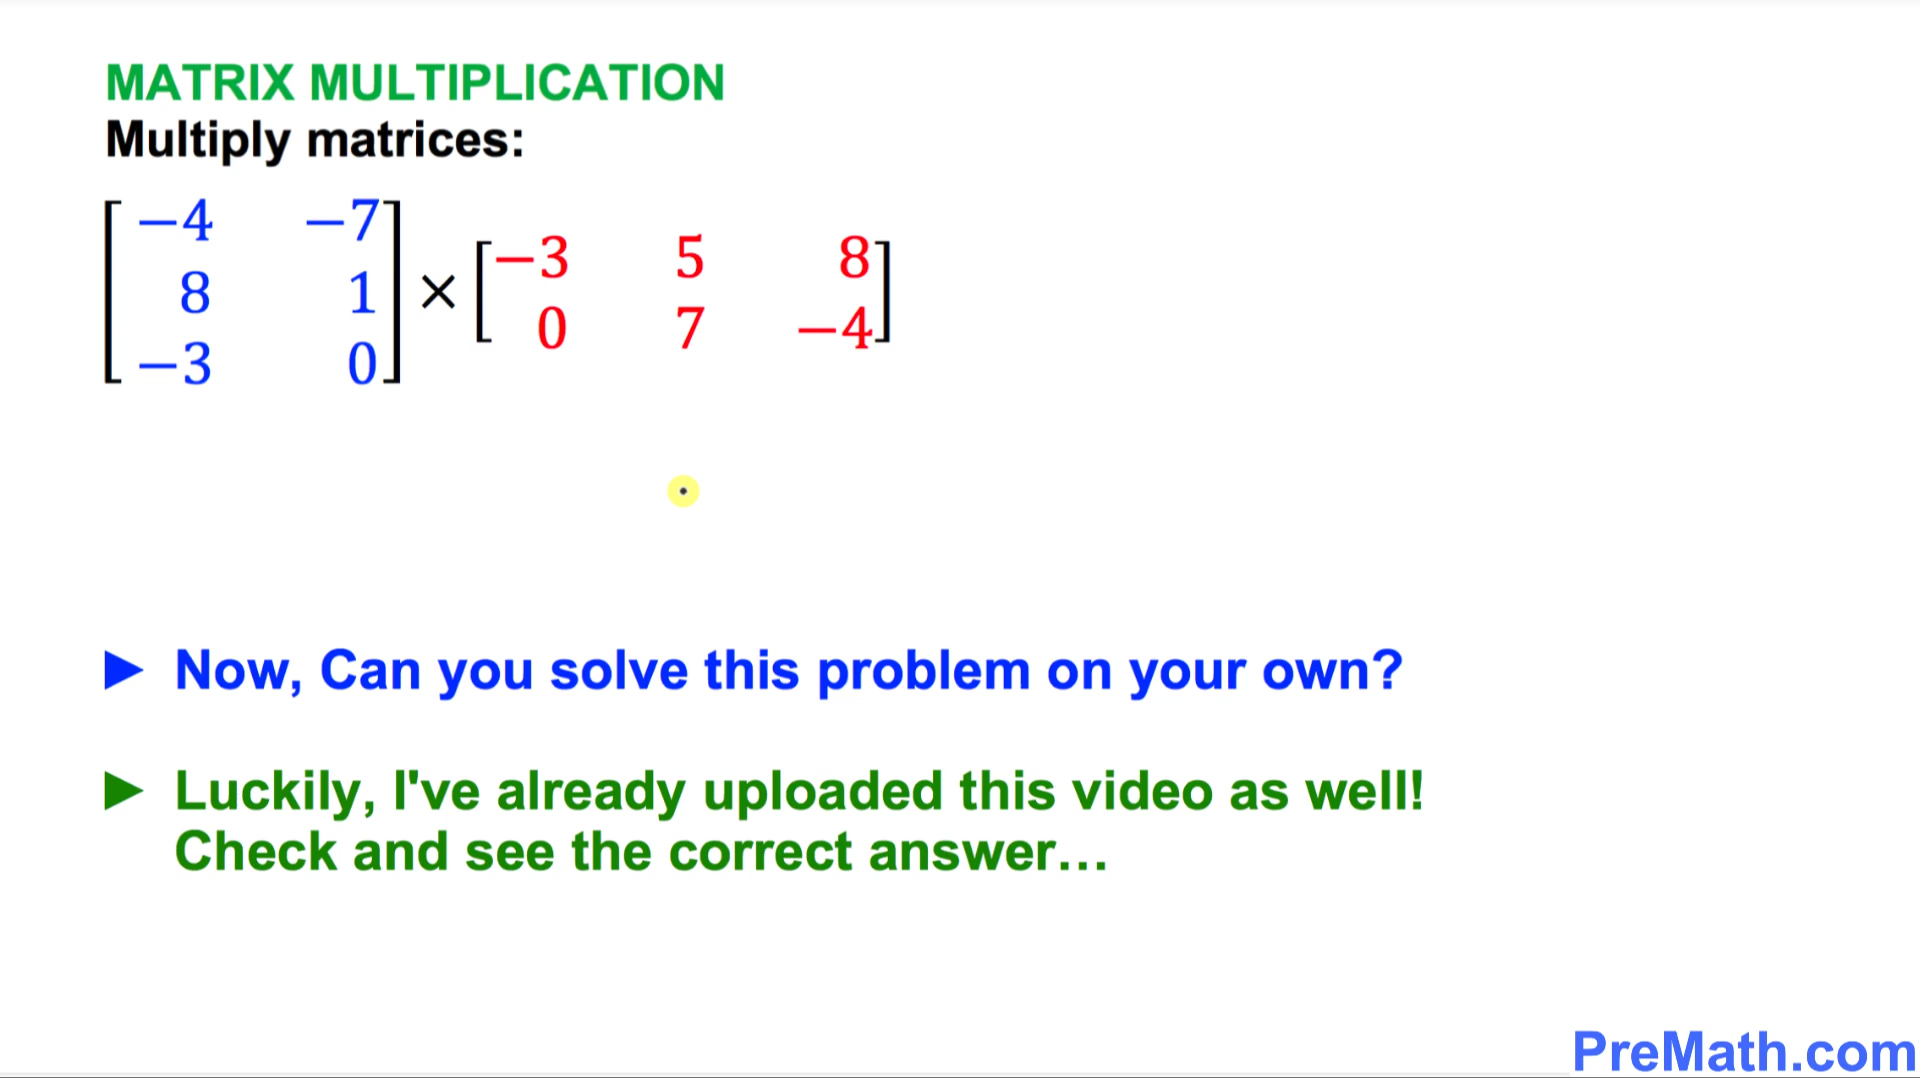 MATRIX MULTIPLICATION
Multiply matrices:
[−4 −7
8 1
−3 0] × [−3 5 8
0 7 −4]
► Now, Can you solve this problem on your own?
► Luckily, I've already uploaded this video as well!
Check and see the correct answer...
PreMath.com